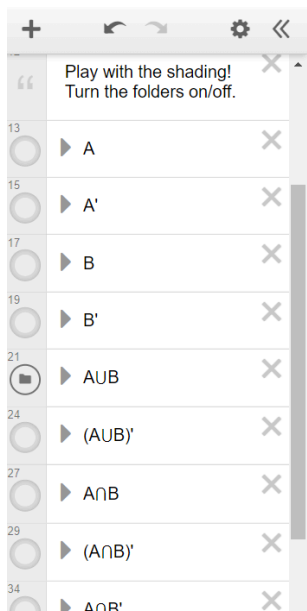 Play with the shading!
Turn the folders on/off.
13
A
15
A'
17
B
19
B'
21
A∪B
24
(A∪B)'
27
A∩B
29
(A∩B)'
34
A∩B'